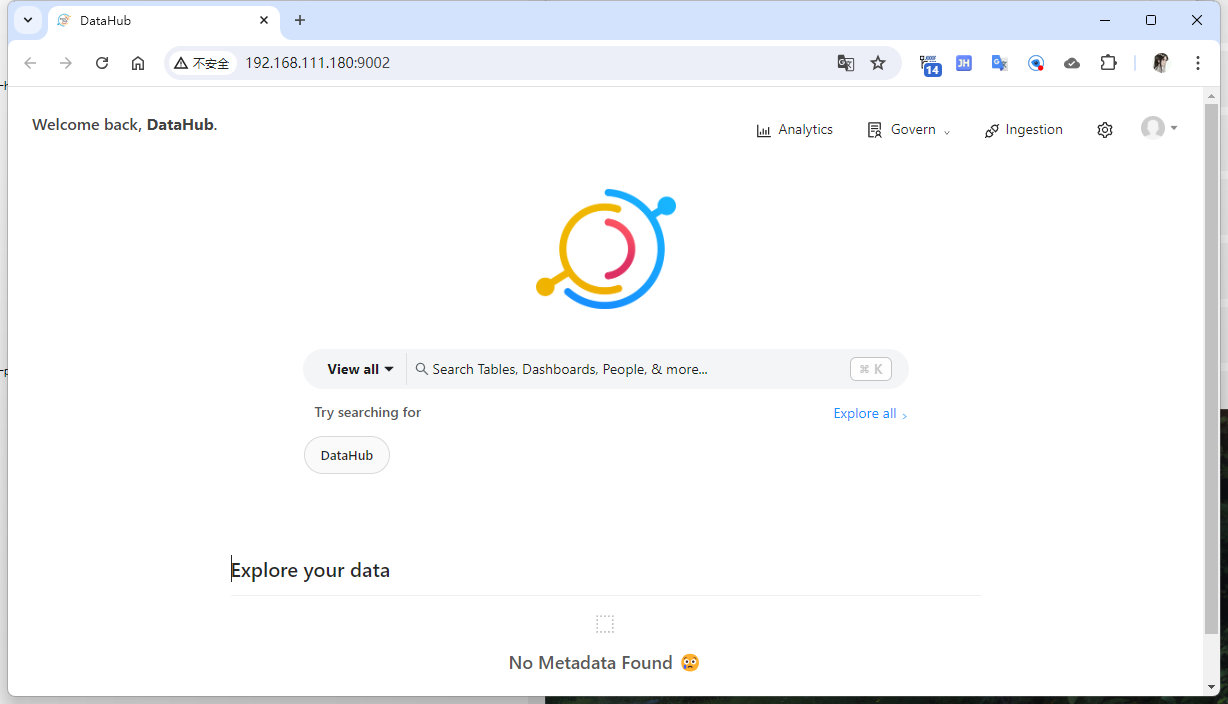 DataHub
不安全 192.168.111.180:9002
14
JH
Welcome back, DataHub.
Analytics Govern Ingestion
View all Search Tables, Dashboards, People, & more... ⌘ K
Try searching for Explore all >
DataHub
Explore your data
No Metadata Found 😢